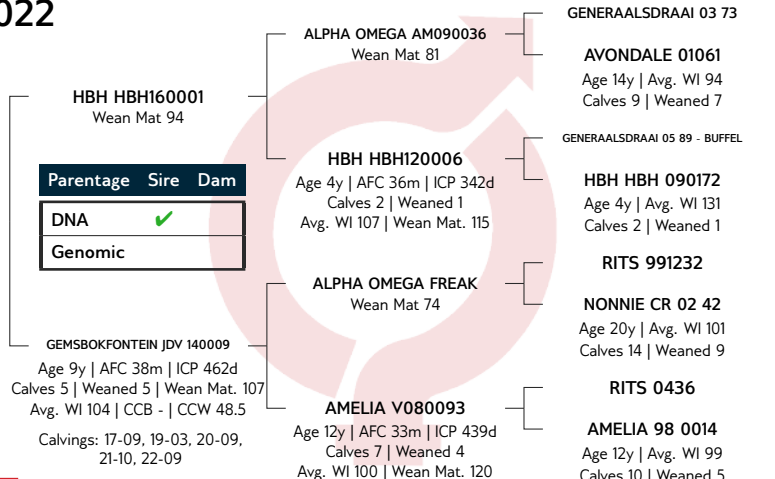 022
HBH HBH160001
Wean Mat 94
Parentage Sire Dam
DNA ✔
Genomic
GEMSBOKFONTEIN JDV 140009
Age 9y | AFC 38m | ICP 462d
Calves 5 | Weaned 5 | Wean Mat. 107
Avg. WI 104 | CCB - | CCW 48.5
Calvings: 17-09, 19-03, 20-09,
21-10, 22-09
ALPHA OMEGA AM090036
Wean Mat 81
HBH HBH120006
Age 4y | AFC 36m | ICP 342d
Calves 2 | Weaned 1
Avg. WI 107 | Wean Mat. 115
ALPHA OMEGA FREAK
Wean Mat 74
AMELIA V080093
Age 12y | AFC 33m | ICP 439d
Calves 7 | Weaned 4
Avg. WI 100 | Wean Mat. 120
GENERAALSDRAAI 03 73
AVONDALE 01061
Age 14y | Avg. WI 94
Calves 9 | Weaned 7
GENERAALSDRAAI 05 89 - BUFFEL
HBH HBH 090172
Age 4y | Avg. WI 131
Calves 2 | Weaned 1
RITS 991232
NONNIE CR 02 42
Age 20y | Avg. WI 101
Calves 14 | Weaned 9
RITS 0436
AMELIA 98 0014
Age 12y | Avg. WI 99
Calves 10 | Weaned 5